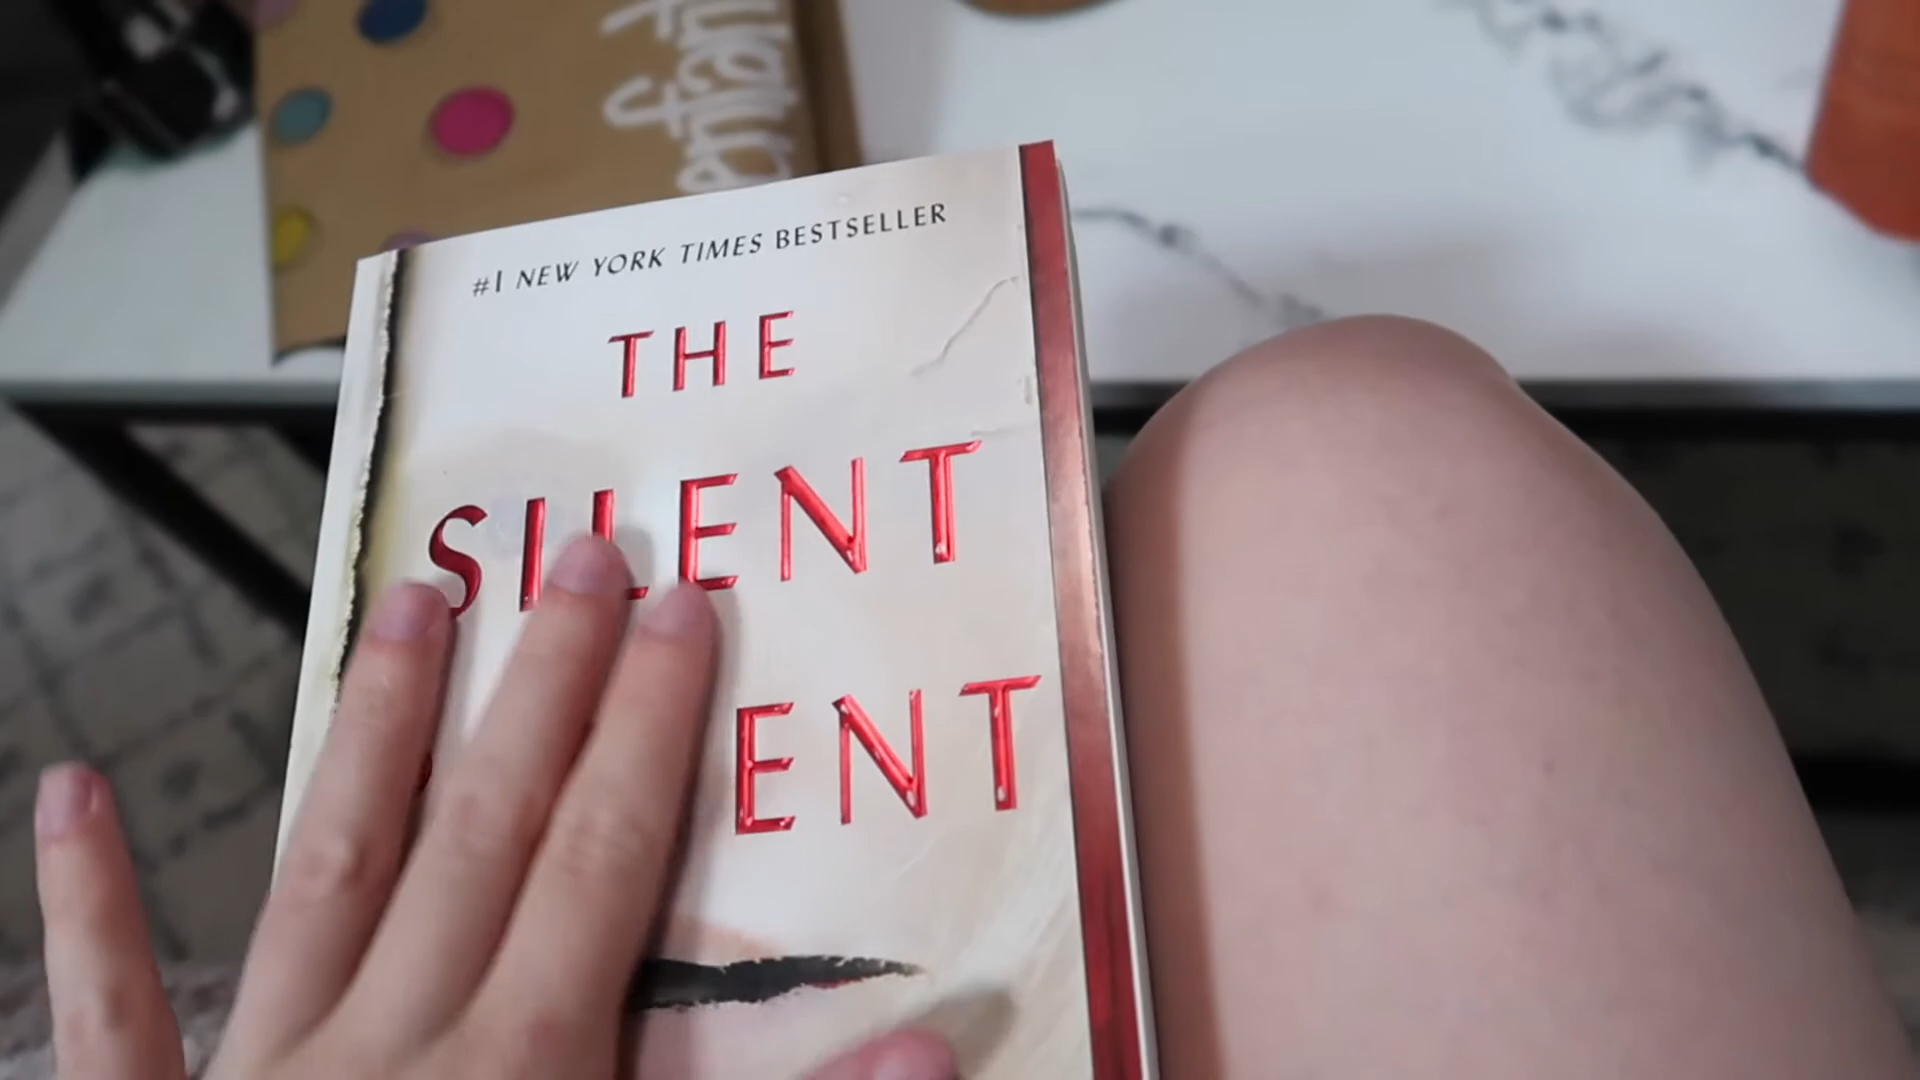 #1 NEW YORK TIMES BESTSELLER
THE
SILENT
ENT